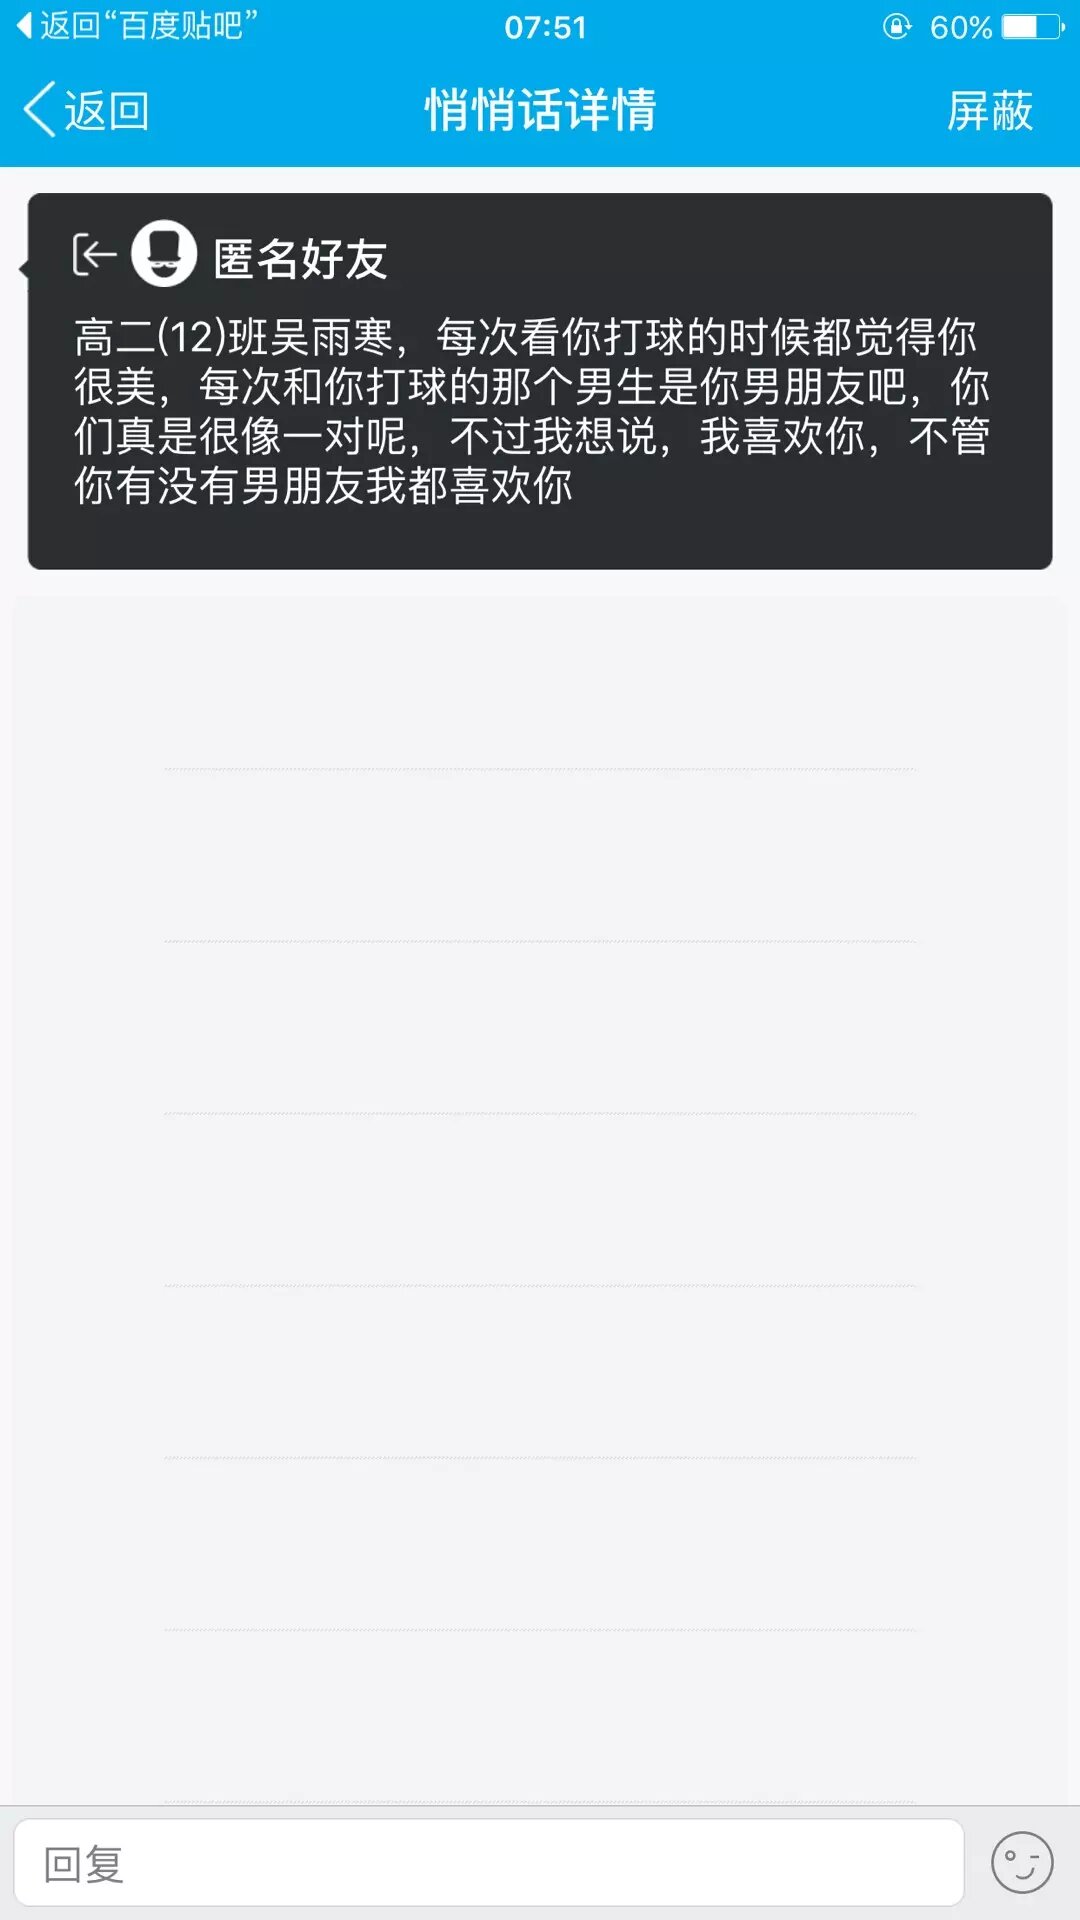 返回“百度贴吧” 07:51 60%
返回 悄悄话详情 屏蔽
匿名好友
高二(12)班吴雨寒，每次看你打球的时候都觉得你
很美，每次和你打球的那个男生是你男朋友吧，你
们真是很像一对呢，不过我想说，我喜欢你，不管
你有没有男朋友我都喜欢你
回复